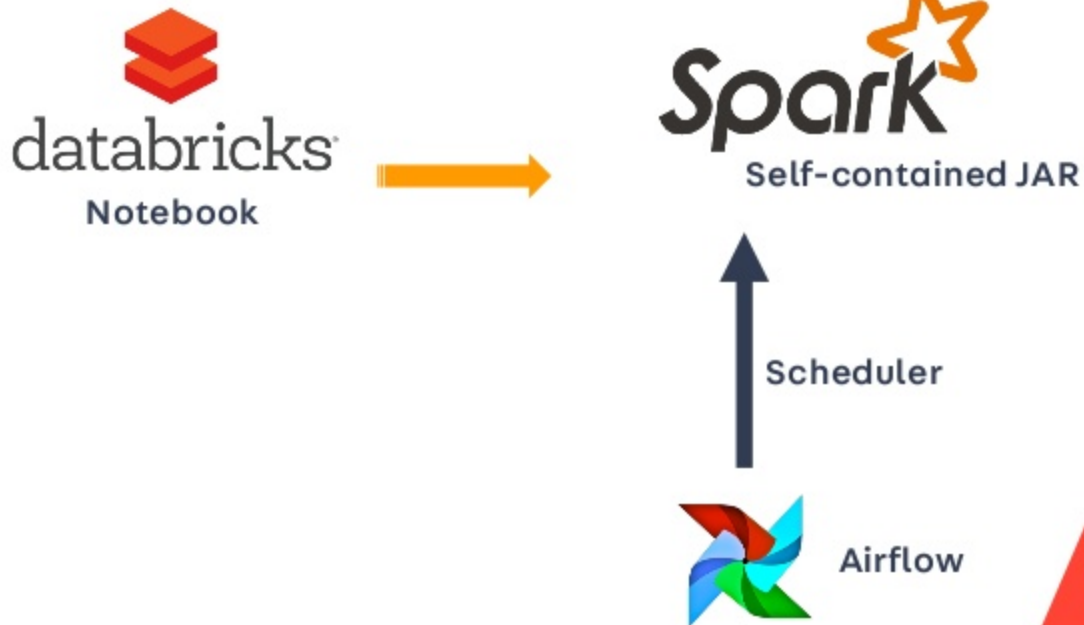 databricks
Notebook
Spark
Self-contained JAR
Scheduler
Airflow